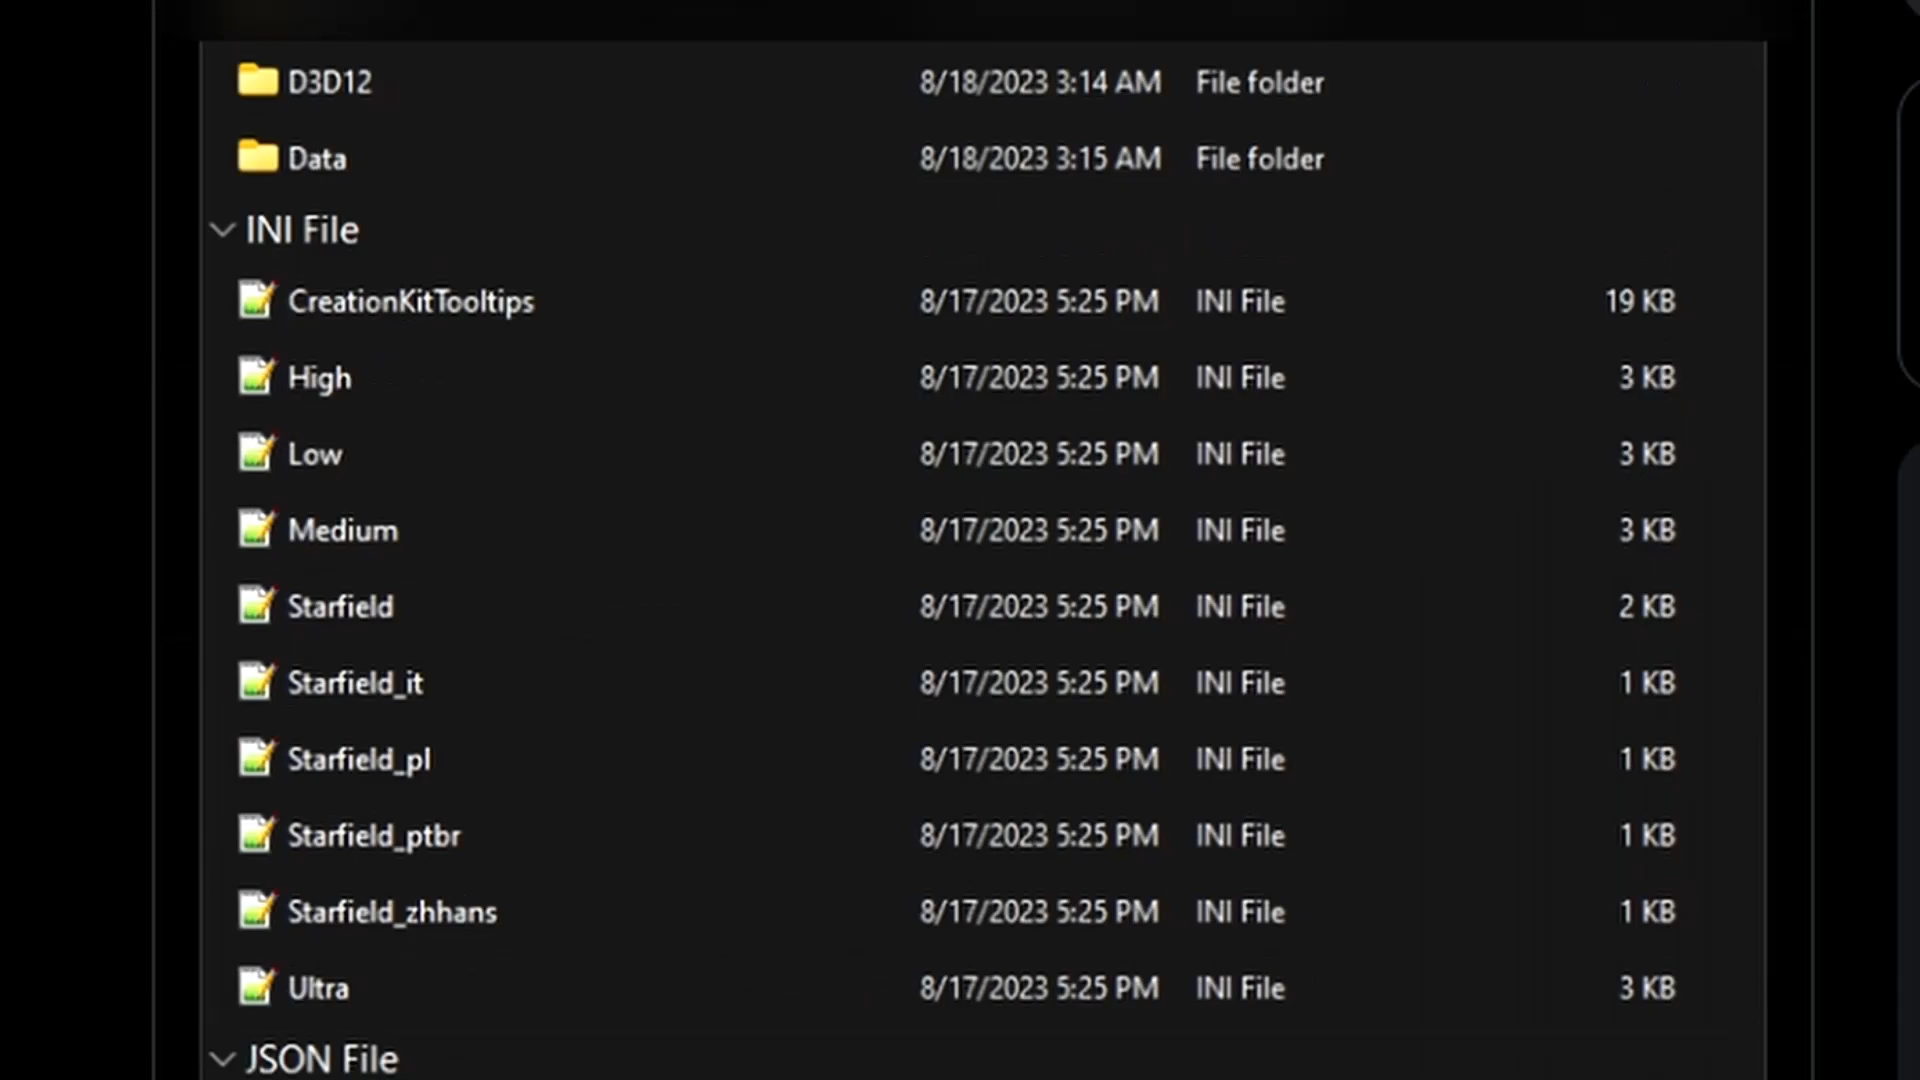 D3D12 8/18/2023 3:14 AM File folder
Data 8/18/2023 3:15 AM File folder
INI File
CreationKitTooltips 8/17/2023 5:25 PM INI File 19 KB
High 8/17/2023 5:25 PM INI File 3 KB
Low 8/17/2023 5:25 PM INI File 3 KB
Medium 8/17/2023 5:25 PM INI File 3 KB
Starfield 8/17/2023 5:25 PM INI File 2 KB
Starfield_it 8/17/2023 5:25 PM INI File 1 KB
Starfield_pl 8/17/2023 5:25 PM INI File 1 KB
Starfield_ptbr 8/17/2023 5:25 PM INI File 1 KB
Starfield_zhhans 8/17/2023 5:25 PM INI File 1 KB
Ultra 8/17/2023 5:25 PM INI File 3 KB
JSON File